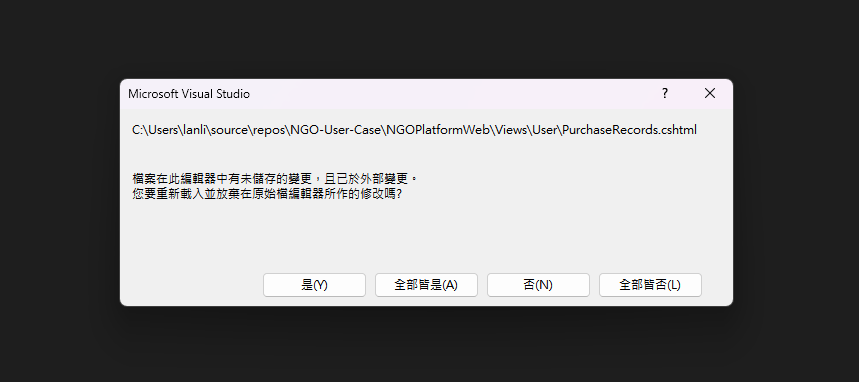 Microsoft Visual Studio
?
C:\Users\lanli\source\repos\NGO-User-Case\NGOPlatformWeb\Views\User\PurchaseRecords.cshtml
檔案在此編輯器中有未儲存的變更，且已於外部變更。
您要重新載入並放棄在原始檔編輯器所作的修改嗎?
是(Y) 全部皆是(A) 否(N) 全部皆否(L)